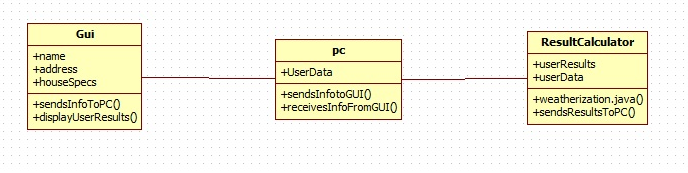 Gui
+name
+address
+houseSpecs
+sendsInfoToPC()
+displayUserResults()
pc
+UserData
+sendsInfotoGUI()
+receivesInfoFromGUI()
ResultCalculator
+userResults
+userData
+weatherization.java()
+sendsResultsToPC()